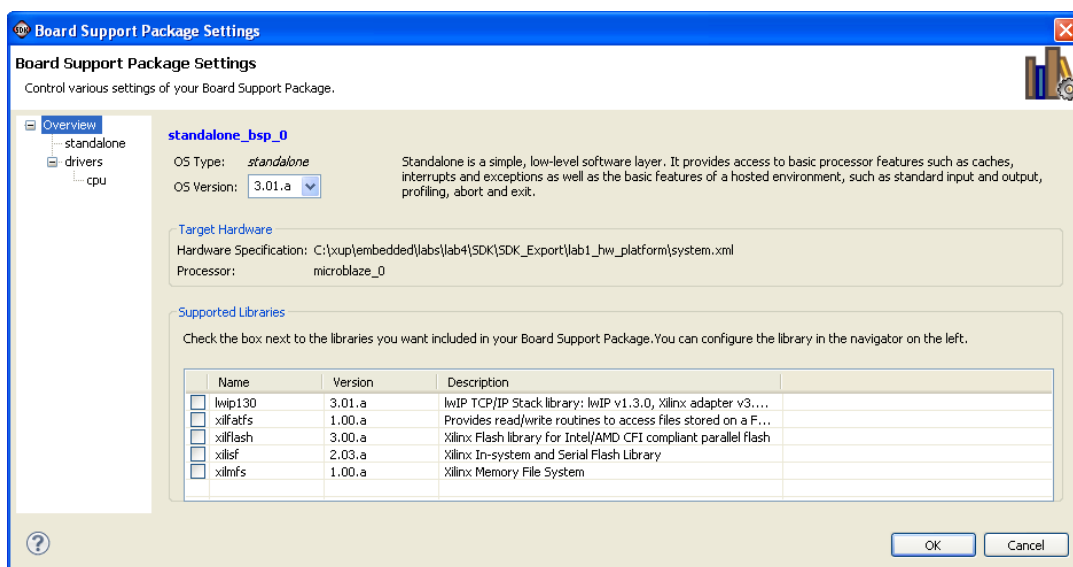 SDK Board Support Package Settings
Board Support Package Settings
Control various settings of your Board Support Package.
Overview
standalone
drivers
cpu
standalone_bsp_0
OS Type: standalone
OS Version: 3.01.a
Standalone is a simple, low-level software layer. It provides access to basic processor features such as caches,
interrupts and exceptions as well as the basic features of a hosted environment, such as standard input and output,
profiling, abort and exit.
Target Hardware
Hardware Specification: C:\xup\embedded\labs\lab4\SDK\SDK_Export\lab1_hw_platform\system.xml
Processor: microblaze_0
Supported Libraries
Check the box next to the libraries you want included in your Board Support Package.You can configure the library in the navigator on the left.
Name Version Description
lwip130 3.01.a lwIP TCP/IP Stack library: lwIP v1.3.0, Xilinx adapter v3....
xilfatfs 1.00.a Provides read/write routines to access files stored on a F...
xilflash 3.00.a Xilinx Flash library for Intel/AMD CFI compliant parallel flash
xilisf 2.03.a Xilinx In-system and Serial Flash Library
xilmfs 1.00.a Xilinx Memory File System
?
OK Cancel